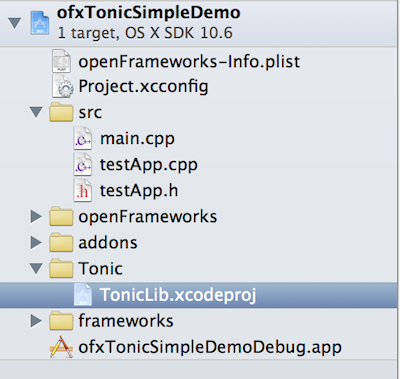 ofxTonicSimpleDemo
1 target, OS X SDK 10.6
openFrameworks-Info.plist
Project.xcconfig
src
main.cpp
testApp.cpp
testApp.h
openFrameworks
addons
Tonic
TonicLib.xcodeproj
frameworks
ofxTonicSimpleDemoDebug.app